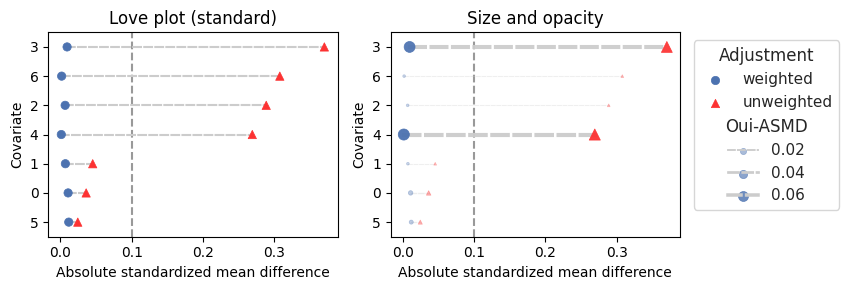 Love plot (standard)
Covariate
3
6
2
4
1
0
5
0.0 0.1 0.2 0.3
Absolute standardized mean difference
Size and opacity
Covariate
3
6
2
4
1
0
5
0.0 0.1 0.2 0.3
Absolute standardized mean difference
Adjustment
weighted
unweighted
Oui-ASMD
0.02
0.04
0.06